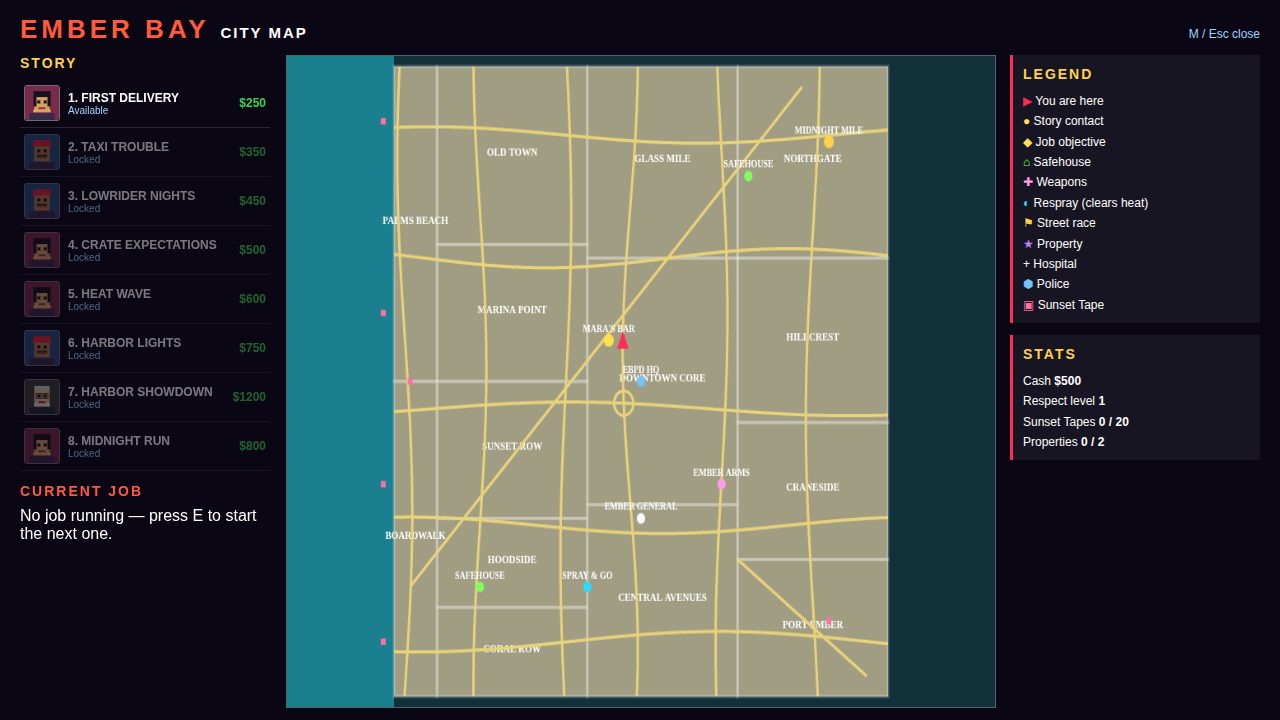 EMBER BAY CITY MAP
M / Esc close
STORY
1. FIRST DELIVERY
Available
$250
2. TAXI TROUBLE
Locked
$350
3. LOWRIDER NIGHTS
Locked
$450
4. CRATE EXPECTATIONS
Locked
$500
5. HEAT WAVE
Locked
$600
6. HARBOR LIGHTS
Locked
$750
7. HARBOR SHOWDOWN
Locked
$1200
8. MIDNIGHT RUN
Locked
$800
CURRENT JOB
No job running — press E to start
the next one.
MIDNIGHT MILE
OLD TOWN
GLASS MILE
SAFEHOUSE
NORTHGATE
PALMS BEACH
MARINA POINT
MARA'S BAR
HILLCREST
EBPD HQ
DOWNTOWN CORE
SUNSET ROW
EMBER ARMS
CRANESIDE
EMBER GENERAL
BOARDWALK
HOODSIDE
SAFEHOUSE
SPRAY & GO
CENTRAL AVENUES
PORT EMBER
CORAL ROW
LEGEND
You are here
Story contact
Job objective
Safehouse
Weapons
Respray (clears heat)
Street race
Property
+ Hospital
Police
Sunset Tape
STATS
Cash $500
Respect level 1
Sunset Tapes 0 / 20
Properties 0 / 2